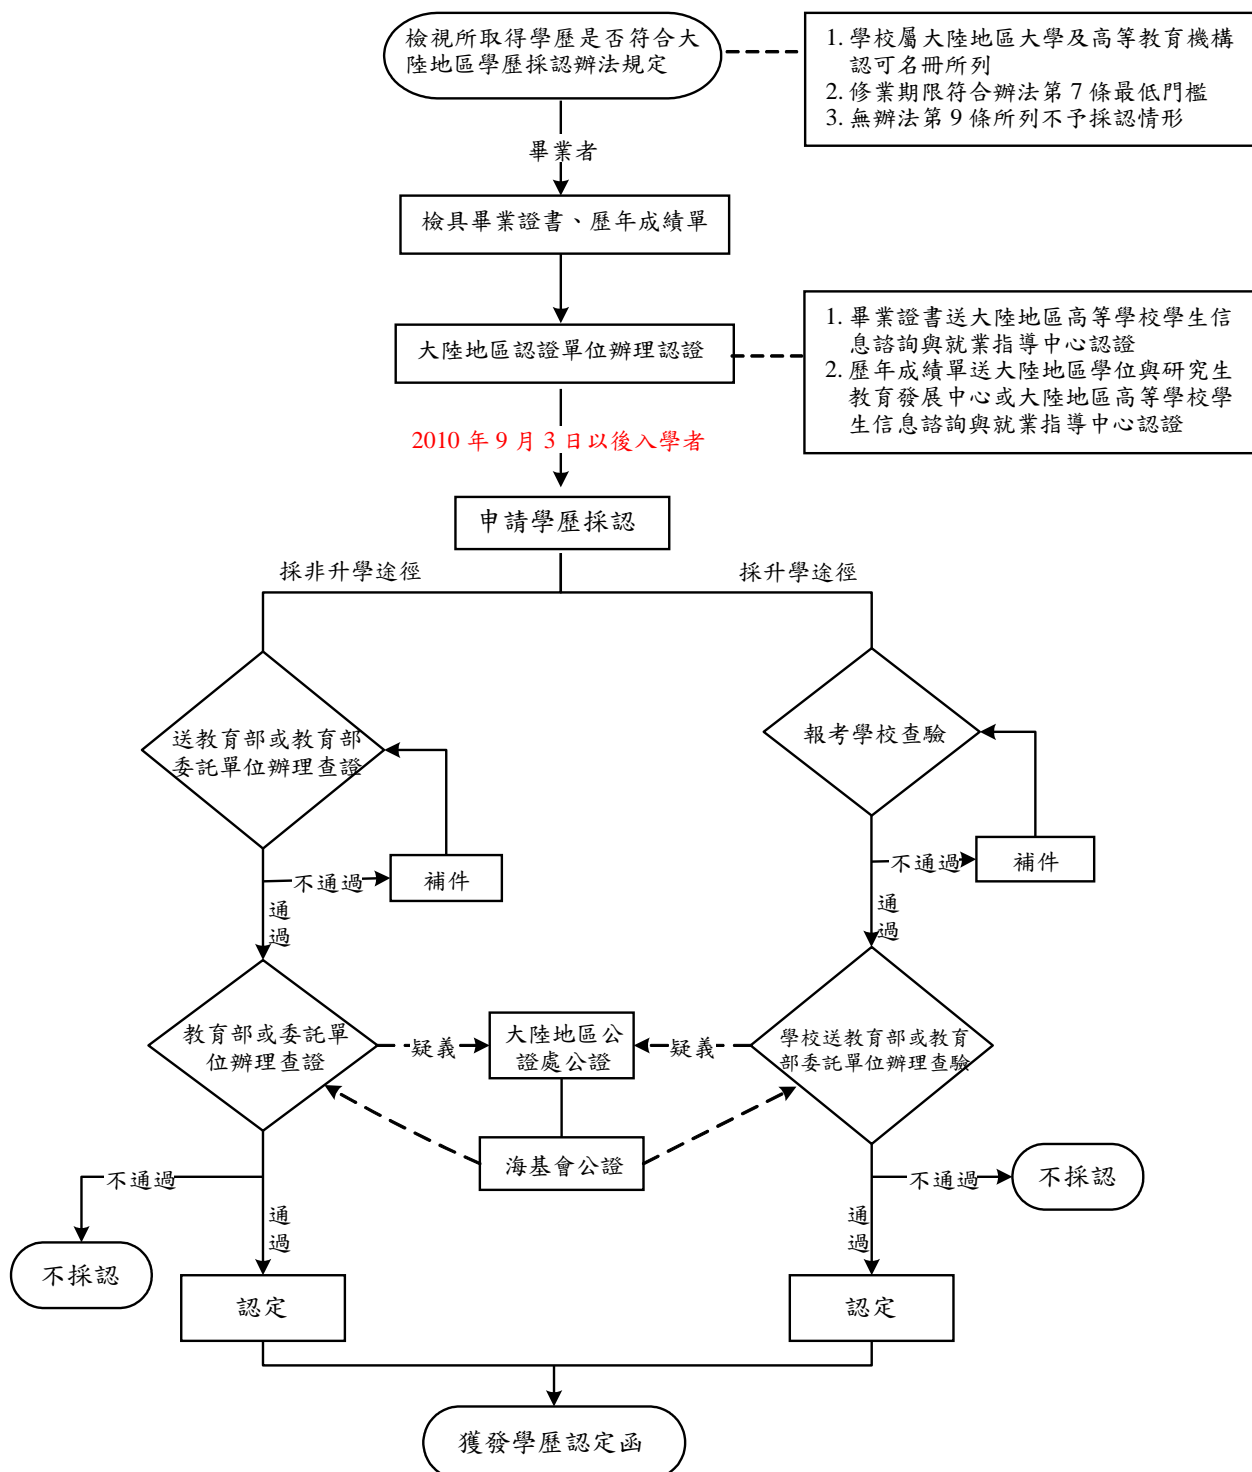 檢視所取得學歷是否符合大
陸地區學歷採認辦法規定
1. 學校屬大陸地區大學及高等教育機構
認可名冊所列
2. 修業期限符合辦法第 7 條最低門檻
3. 無辦法第 9 條所列不予採認情形
畢業者
檢具畢業證書、歷年成績單
大陸地區認證單位辦理認證
1. 畢業證書送大陸地區高等學校學生信
息諮詢與就業指導中心認證
2. 歷年成績單送大陸地區學位與研究生
教育發展中心或大陸地區高等學校學
生信息諮詢與就業指導中心認證
2010 年 9 月 3 日以後入學者
申請學歷採認
採非升學途徑
採升學途徑
送教育部或教育部
委託單位辦理查證
報考學校查驗
不通過
補件
不通過
補件
通
過
通
過
教育部或委託單
位辦理查證
疑義
大陸地區公
證處公證
疑義
學校送教育部或教育
部委託單位辦理查驗
海基會公證
不通過
不通過
不採認
通
過
通
過
不採認
認定
認定
獲發學歷認定函